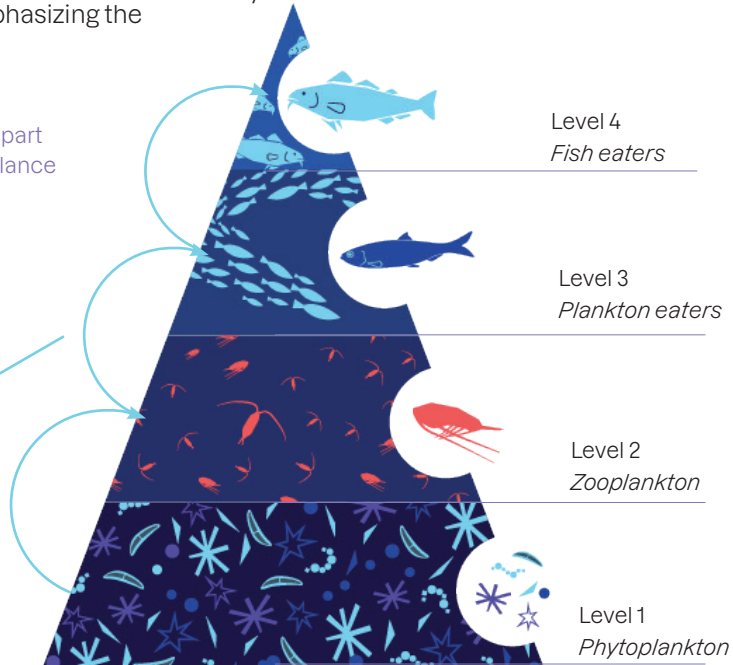 phasizing the
part
lance
Level 4
Fish eaters
Level 3
Plankton eaters
Level 2
Zooplankton
Level 1
Phytoplankton